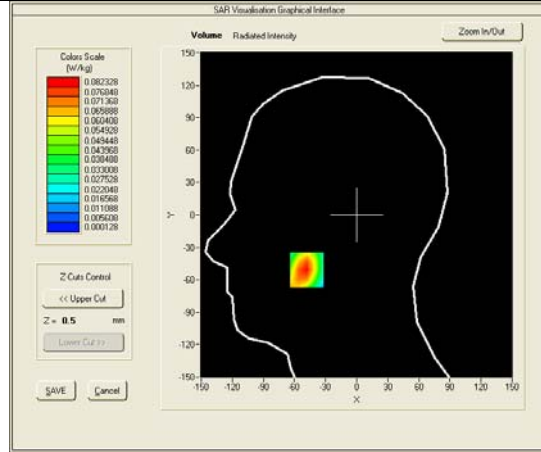 SAR Visualisation Graphical Interface
Volume Radiated Intensity
Zoom In/Out
Colors Scale
(W/kg)
0.082328
0.076848
0.071368
0.065888
0.060408
0.054928
0.049448
0.043968
0.038488
0.033008
0.027528
0.022048
0.016568
0.011088
0.005608
0.000128
Z-Cuts Control
<< Upper Cut
Z = 0.5 mm
Lower Cut >>
SAVE Cancel
150
120
90
60
30
0
-30
-60
-90
-120
-150
Y
-150 -120 -90 -60 -30 0 30 60 90 120 150
X